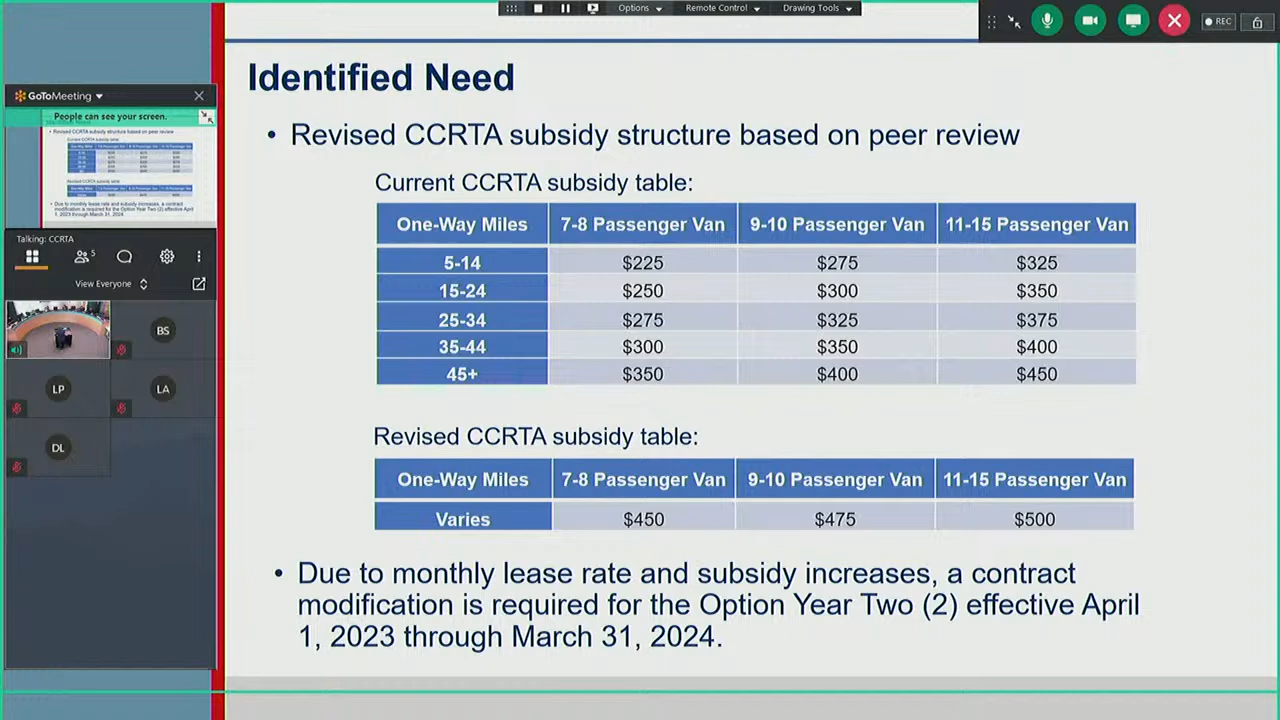 Options
Remote Control
Drawing Tools
REC
GoToMeeting
People can see your screen.
Talking: CCRTA
5
View Everyone
BS
LP
LA
DL
Identified Need
• Revised CCRTA subsidy structure based on peer review
Current CCRTA subsidy table:
One-Way Miles 7-8 Passenger Van 9-10 Passenger Van 11-15 Passenger Van
5-14 $225 $275 $325
15-24 $250 $300 $350
25-34 $275 $325 $375
35-44 $300 $350 $400
45+ $350 $400 $450
Revised CCRTA subsidy table:
One-Way Miles 7-8 Passenger Van 9-10 Passenger Van 11-15 Passenger Van
Varies $450 $475 $500
• Due to monthly lease rate and subsidy increases, a contract
modification is required for the Option Year Two (2) effective April
1, 2023 through March 31, 2024.